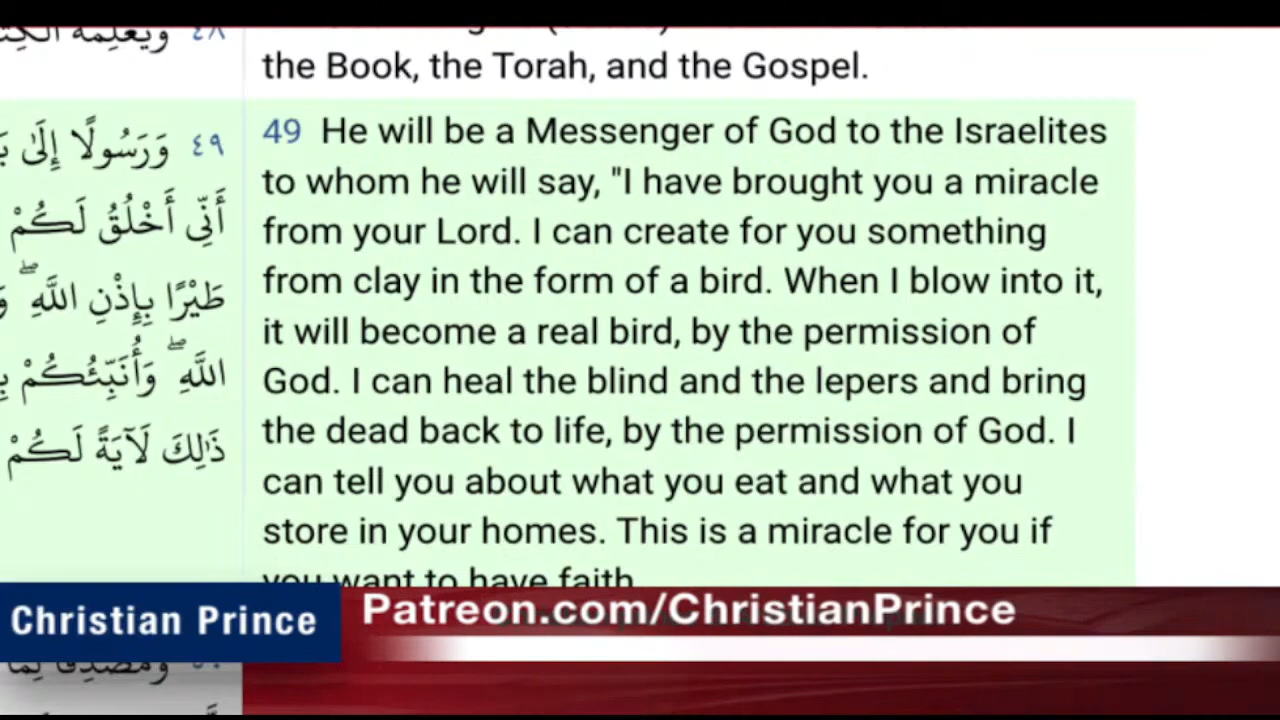 the Book, the Torah, and the Gospel.
٤٨
٤٩ وَرَسُولًا إِلَىٰ
أَنِّي أَخْلُقُ لَكُمْ
طَيْرًا بِإِذْنِ اللَّهِ ۖ
اللَّهِ ۖ وَأُنَبِّئُكُمْ
ذَٰلِكَ لَآيَةً لَكُمْ
49 He will be a Messenger of God to the Israelites
to whom he will say, "I have brought you a miracle
from your Lord. I can create for you something
from clay in the form of a bird. When I blow into it,
it will become a real bird, by the permission of
God. I can heal the blind and the lepers and bring
the dead back to life, by the permission of God. I
can tell you about what you eat and what you
store in your homes. This is a miracle for you if
you want to have faith
Christian Prince
Patreon.com/ChristianPrince